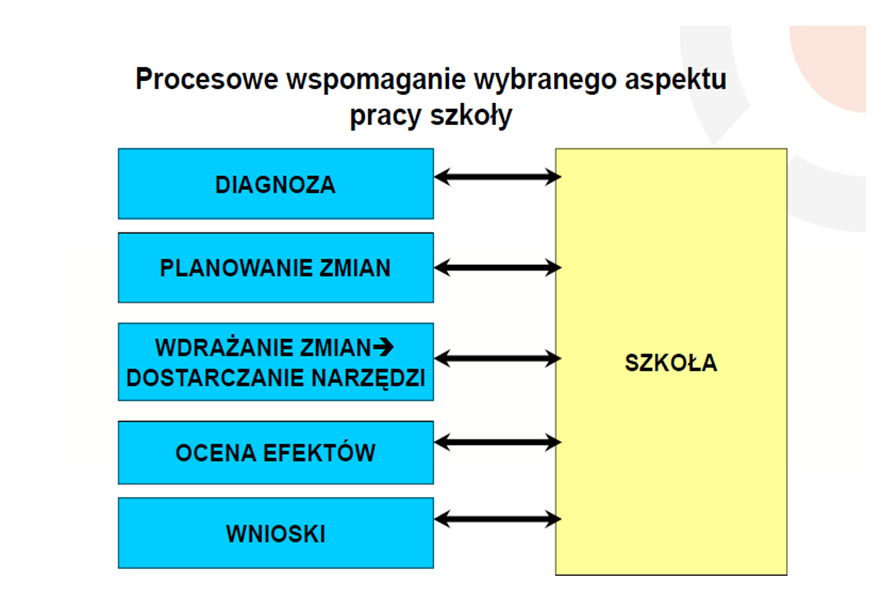 Procesowe wspomaganie wybranego aspektu
pracy szkoły
DIAGNOZA
PLANOWANIE ZMIAN
WDRAŻANIE ZMIAN➔
DOSTARCZANIE NARZĘDZI
OCENA EFEKTÓW
WNIOSKI
SZKOŁA